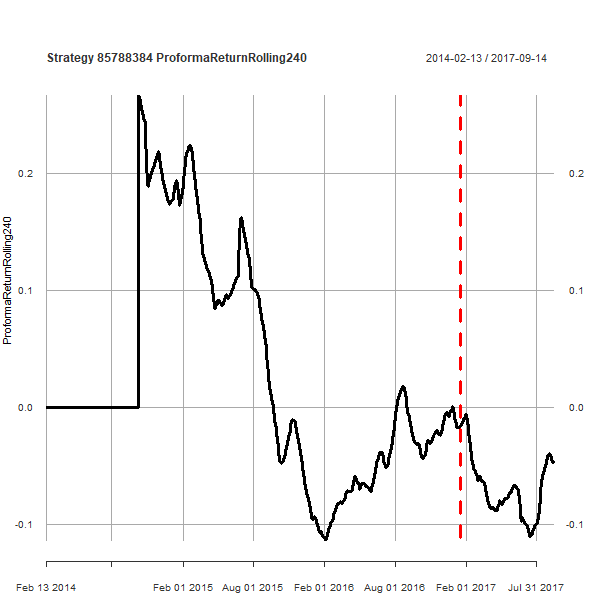 Strategy 85788384 ProformaReturnRolling240
2014-02-13 / 2017-09-14
ProformaReturnRolling240
0.2
0.2
0.1
0.1
0.0
0.0
-0.1
-0.1
Feb 13 2014
Feb 01 2015
Aug 01 2015
Feb 01 2016
Aug 01 2016
Feb 01 2017
Jul 31 2017